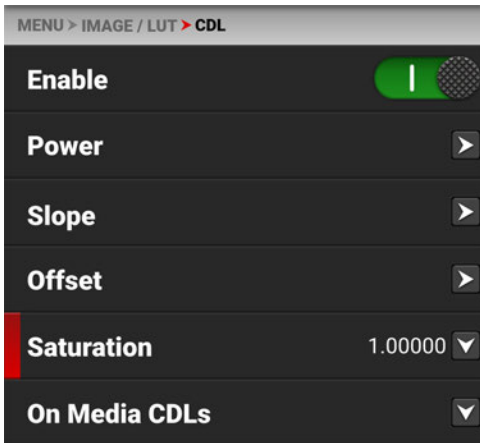 MENU > IMAGE / LUT > CDL
Enable
Power
Slope
Offset
Saturation 1.00000
On Media CDLs